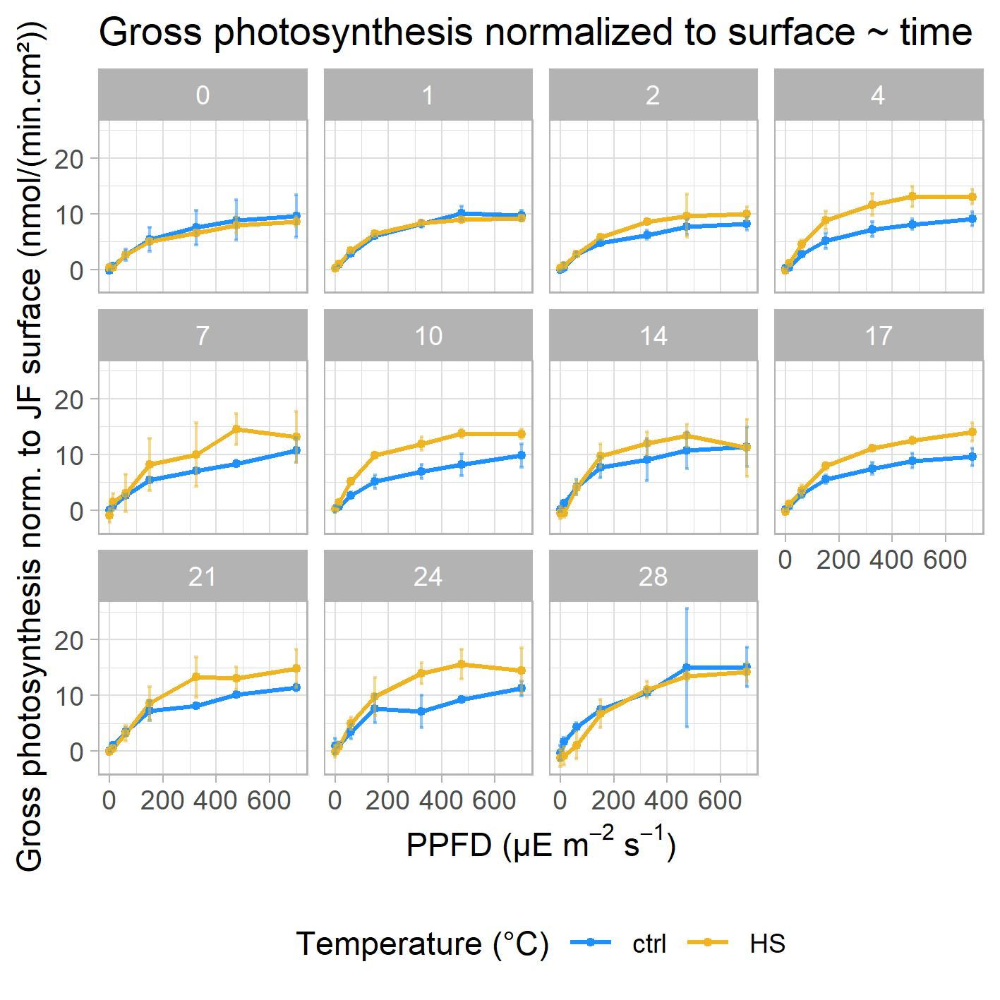 Gross photosynthesis normalized to surface ~ time
Gross photosynthesis norm. to JF surface (nmol/(min.cm²))
0 1 2 4
20
10
0
7 10 14 17
20
10
0
0 200 400 600
21 24 28
20
10
0
0 200 400 600 0 200 400 600 0 200 400 600
PPFD (µE m⁻² s⁻¹)
Temperature (°C) ctrl HS